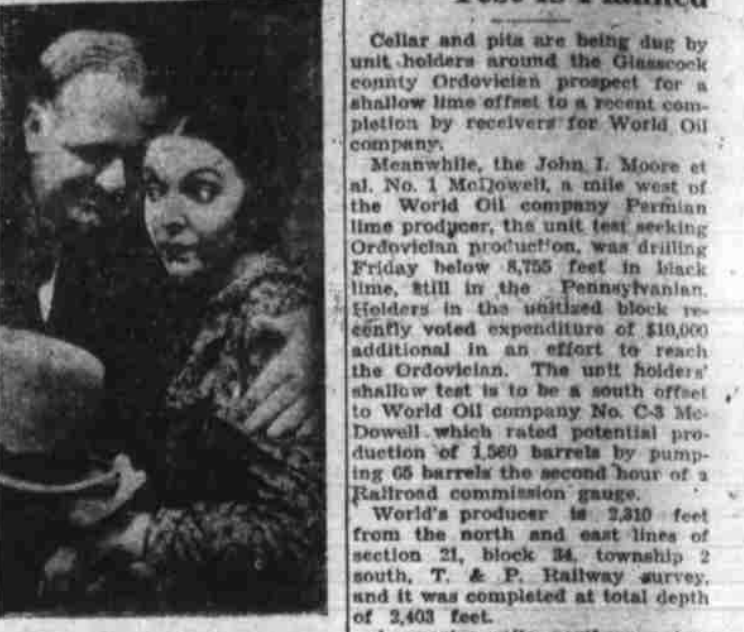 Test Is Planned
Cellar and pits are being dug by
unit holders around the Glasscock
county Ordovician prospect for a
shallow lime offset to a recent com-
pletion by receivers for World Oil
company.
Meanwhile, the John I. Moore et
al. No. 1 McDowell, a mile west of
the World Oil company Permian
lime producer, the unit test seeking
Ordovician production, was drilling
Friday below 8,755 feet in black
lime, still in the Pennsylvanian.
Holders in the unitized block re-
cently voted expenditure of $10,000
additional in an effort to reach
the Ordovician. The unit holders'
shallow test is to be a south offset
to World Oil company No. C-3 Mc-
Dowell which rated potential pro-
duction of 1,560 barrels by pump-
ing 65 barrels the second hour of a
Railroad commission gauge.
World's producer is 2,310 feet
from the north and east lines of
section 21, block 34, township 2
south, T. & P. Railway survey,
and it was completed at total depth
of 2,403 feet.